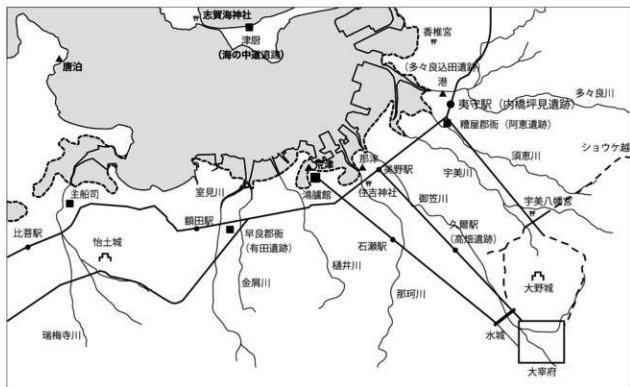 志賀海神社
津厨
(海の中道遺跡)
唐泊
香椎宮
(多々良込田遺跡)
港
多々良川
夷守駅(内橋坪見遺跡)
糟屋郡衙(阿恵遺跡)
須恵川
ショウケ越
宇美川
宇美八幡宮
那津
荒津
美野駅
鴻臚館
住吉神社
御笠川
室見川
主船司
額田駅
久爾駅
(高畑遺跡)
比菩駅
怡土城
早良郡衙
(有田遺跡)
石瀬駅
樋井川
大野城
金屑川
那珂川
瑞梅寺川
水城
大宰府